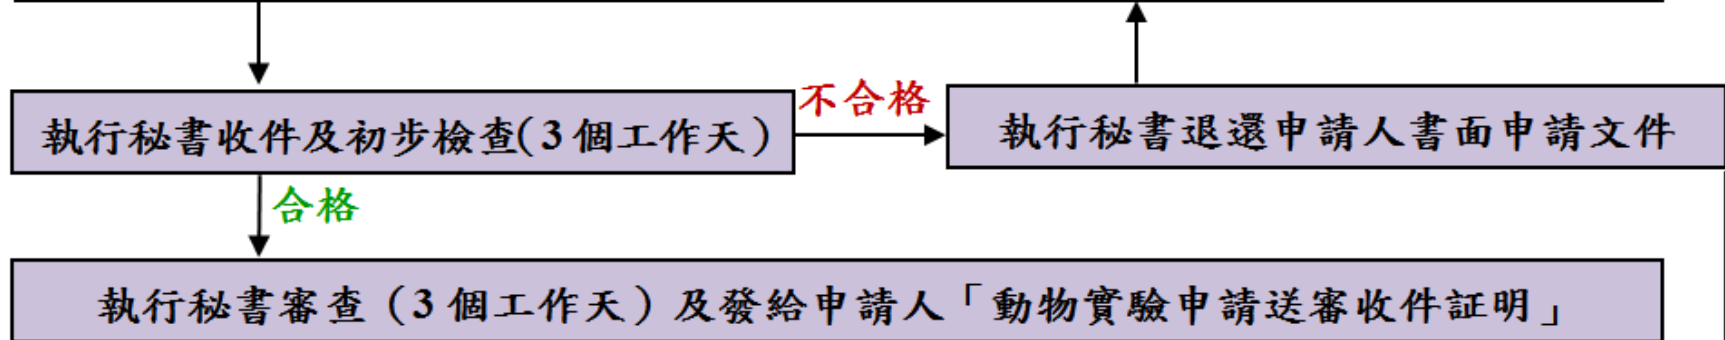 不合格
執行秘書收件及初步檢查(3個工作天)
執行秘書退還申請人書面申請文件
合格
執行秘書審查（3個工作天）及發給申請人「動物實驗申請送審收件証明」